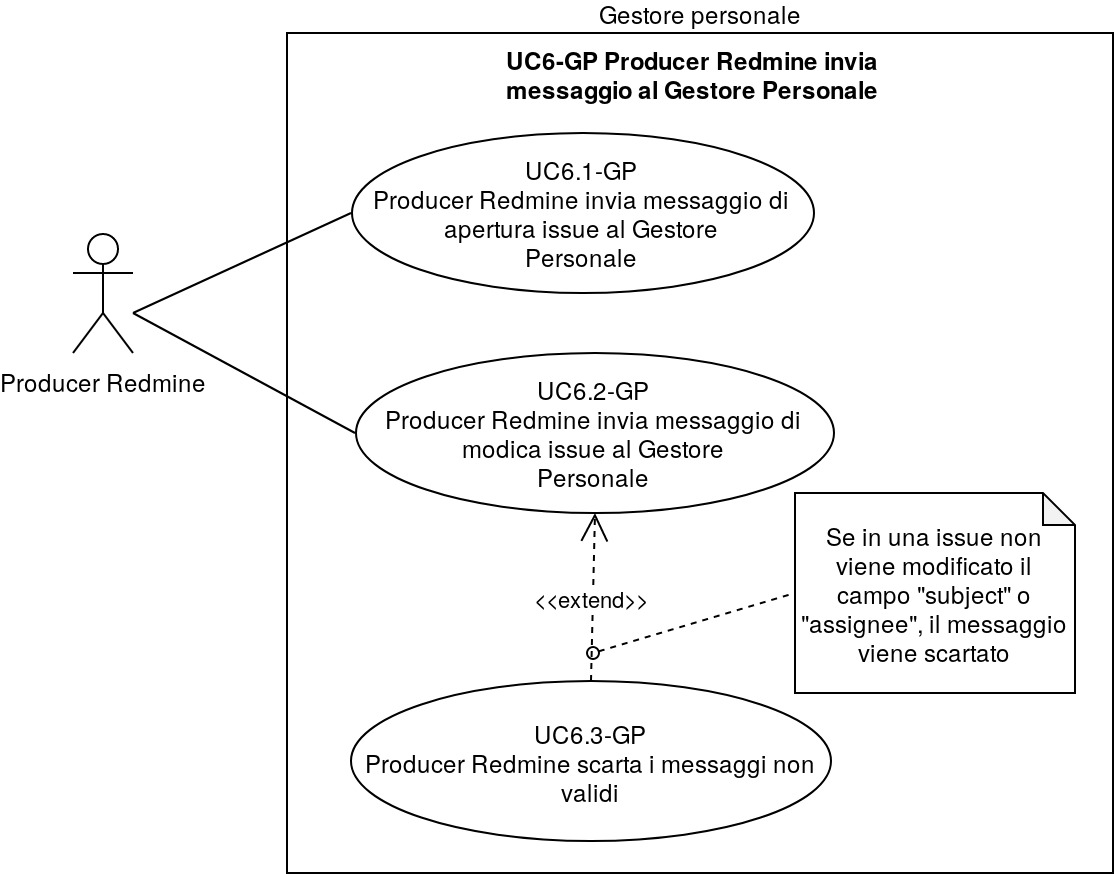 Gestore personale
UC6-GP Producer Redmine invia
messaggio al Gestore Personale
UC6.1-GP
Producer Redmine invia messaggio di
apertura issue al Gestore
Personale
Producer Redmine
UC6.2-GP
Producer Redmine invia messaggio di
modica issue al Gestore
Personale
Se in una issue non
viene modificato il
campo "subject" o
"assignee", il messaggio
viene scartato
<<extend>>
UC6.3-GP
Producer Redmine scarta i messaggi non
validi